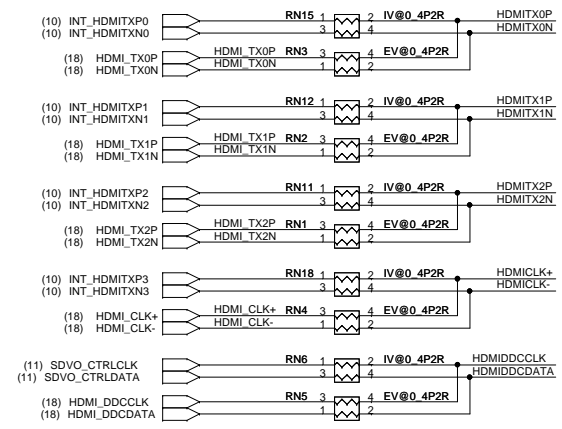 (10) INT_HDMITXP0 RN15 1 2 IV@0_4P2R HDMITX0P
(10) INT_HDMITXN0 3 4 HDMITX0N
(18) HDMI_TX0P HDMI_TX0P RN3 3 4 EV@0_4P2R
(18) HDMI_TX0N HDMI_TX0N 1 2
(10) INT_HDMITXP1 RN12 1 2 IV@0_4P2R HDMITX1P
(10) INT_HDMITXN1 3 4 HDMITX1N
(18) HDMI_TX1P HDMI_TX1P RN2 3 4 EV@0_4P2R
(18) HDMI_TX1N HDMI_TX1N 1 2
(10) INT_HDMITXP2 RN11 1 2 IV@0_4P2R HDMITX2P
(10) INT_HDMITXN2 3 4 HDMITX2N
(18) HDMI_TX2P HDMI_TX2P RN1 3 4 EV@0_4P2R
(18) HDMI_TX2N HDMI_TX2N 1 2
(10) INT_HDMITXP3 RN18 1 2 IV@0_4P2R HDMICLK+
(10) INT_HDMITXN3 3 4 HDMICLK-
(18) HDMI_CLK+ HDMI_CLK+ RN4 3 4 EV@0_4P2R
(18) HDMI_CLK- HDMI_CLK- 1 2
(11) SDVO_CTRLCLK RN6 1 2 IV@0_4P2R HDMIDDCCLK
(11) SDVO_CTRLDATA 3 4 HDMIDDCDATA
(18) HDMI_DDCCLK RN5 3 4 EV@0_4P2R
(18) HDMI_DDCDATA 1 2